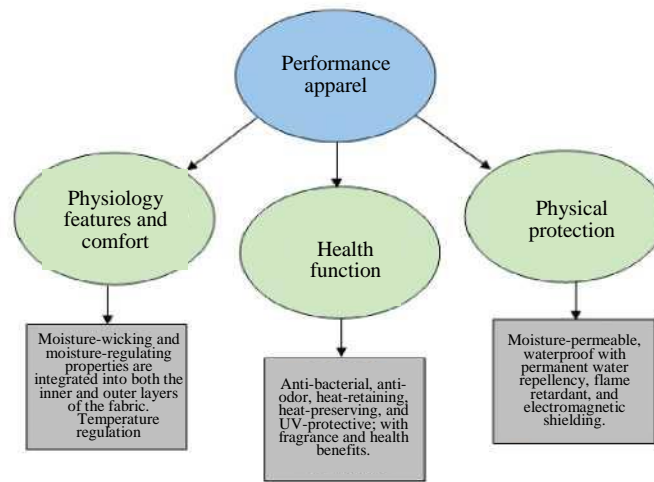 Performance
apparel
Physiology
features and
comfort
Health
function
Physical
protection
Moisture-wicking and
moisture-regulating
properties are
integrated into both the
inner and outer layers
of the fabric.
Temperature
regulation
Anti-bacterial, anti-
odor, heat-retaining,
heat-preserving, and
UV-protective; with
fragrance and health
benefits.
Moisture-permeable,
waterproof with
permanent water
repellency, flame
retardant, and
electromagnetic
shielding.